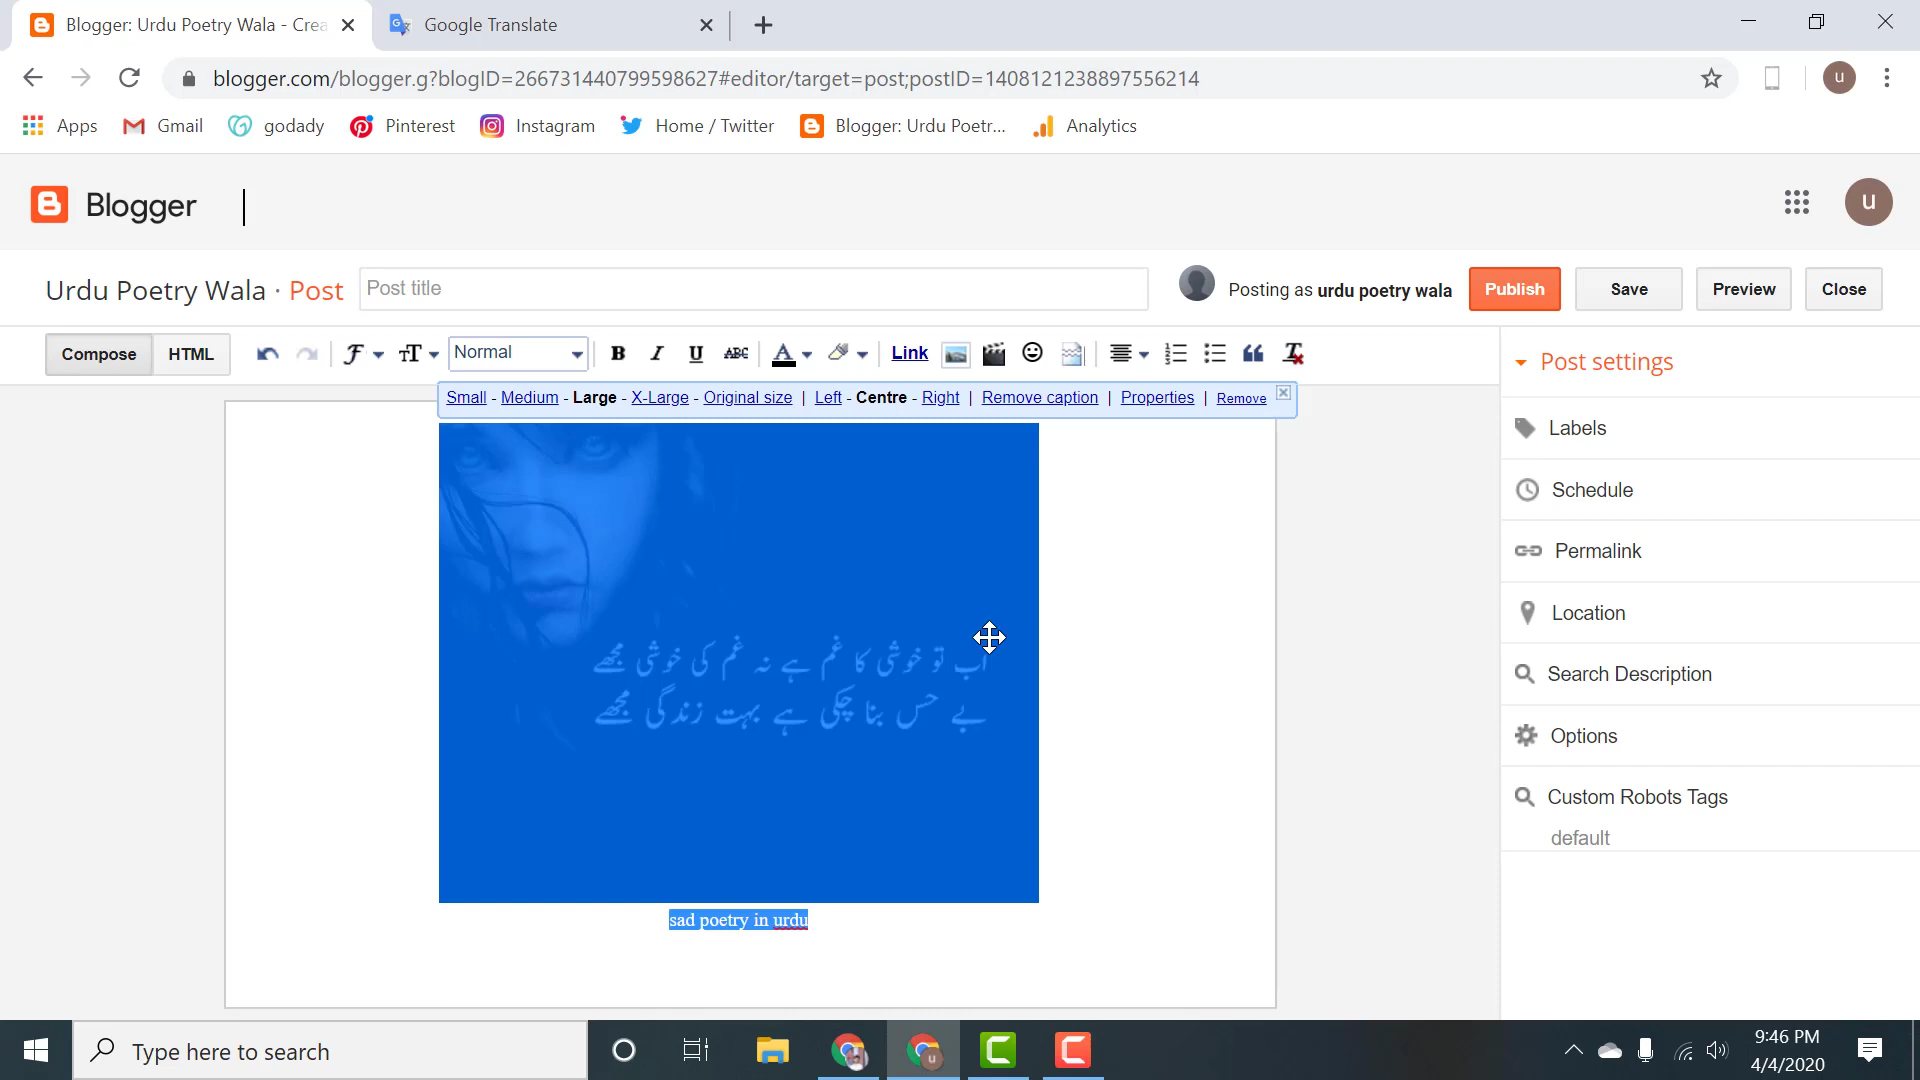 Blogger: Urdu Poetry Wala - Crea
Google Translate
blogger.com/blogger.g?blogID=266731440799598627#editor/target=post;postID=1408121238897556214
u
Apps
Gmail
godady
Pinterest
Instagram
Home / Twitter
Blogger: Urdu Poetr...
Analytics
Blogger
u
Urdu Poetry Wala · Post
Post title
Posting as urdu poetry wala
Publish
Save
Preview
Close
Compose
HTML
Normal
ABC
Link
Post settings
Small - Medium - Large - X-Large - Original size | Left - Centre - Right | Remove caption | Properties | Remove
اب تو خوشی کا غم ہے نہ غم کی خوشی مجھے
بے حس بنا چکی ہے بہت زندگی مجھے
sad poetry in urdu
Labels
Schedule
Permalink
Location
Search Description
Options
Custom Robots Tags
default
Type here to search
9:46 PM
4/4/2020